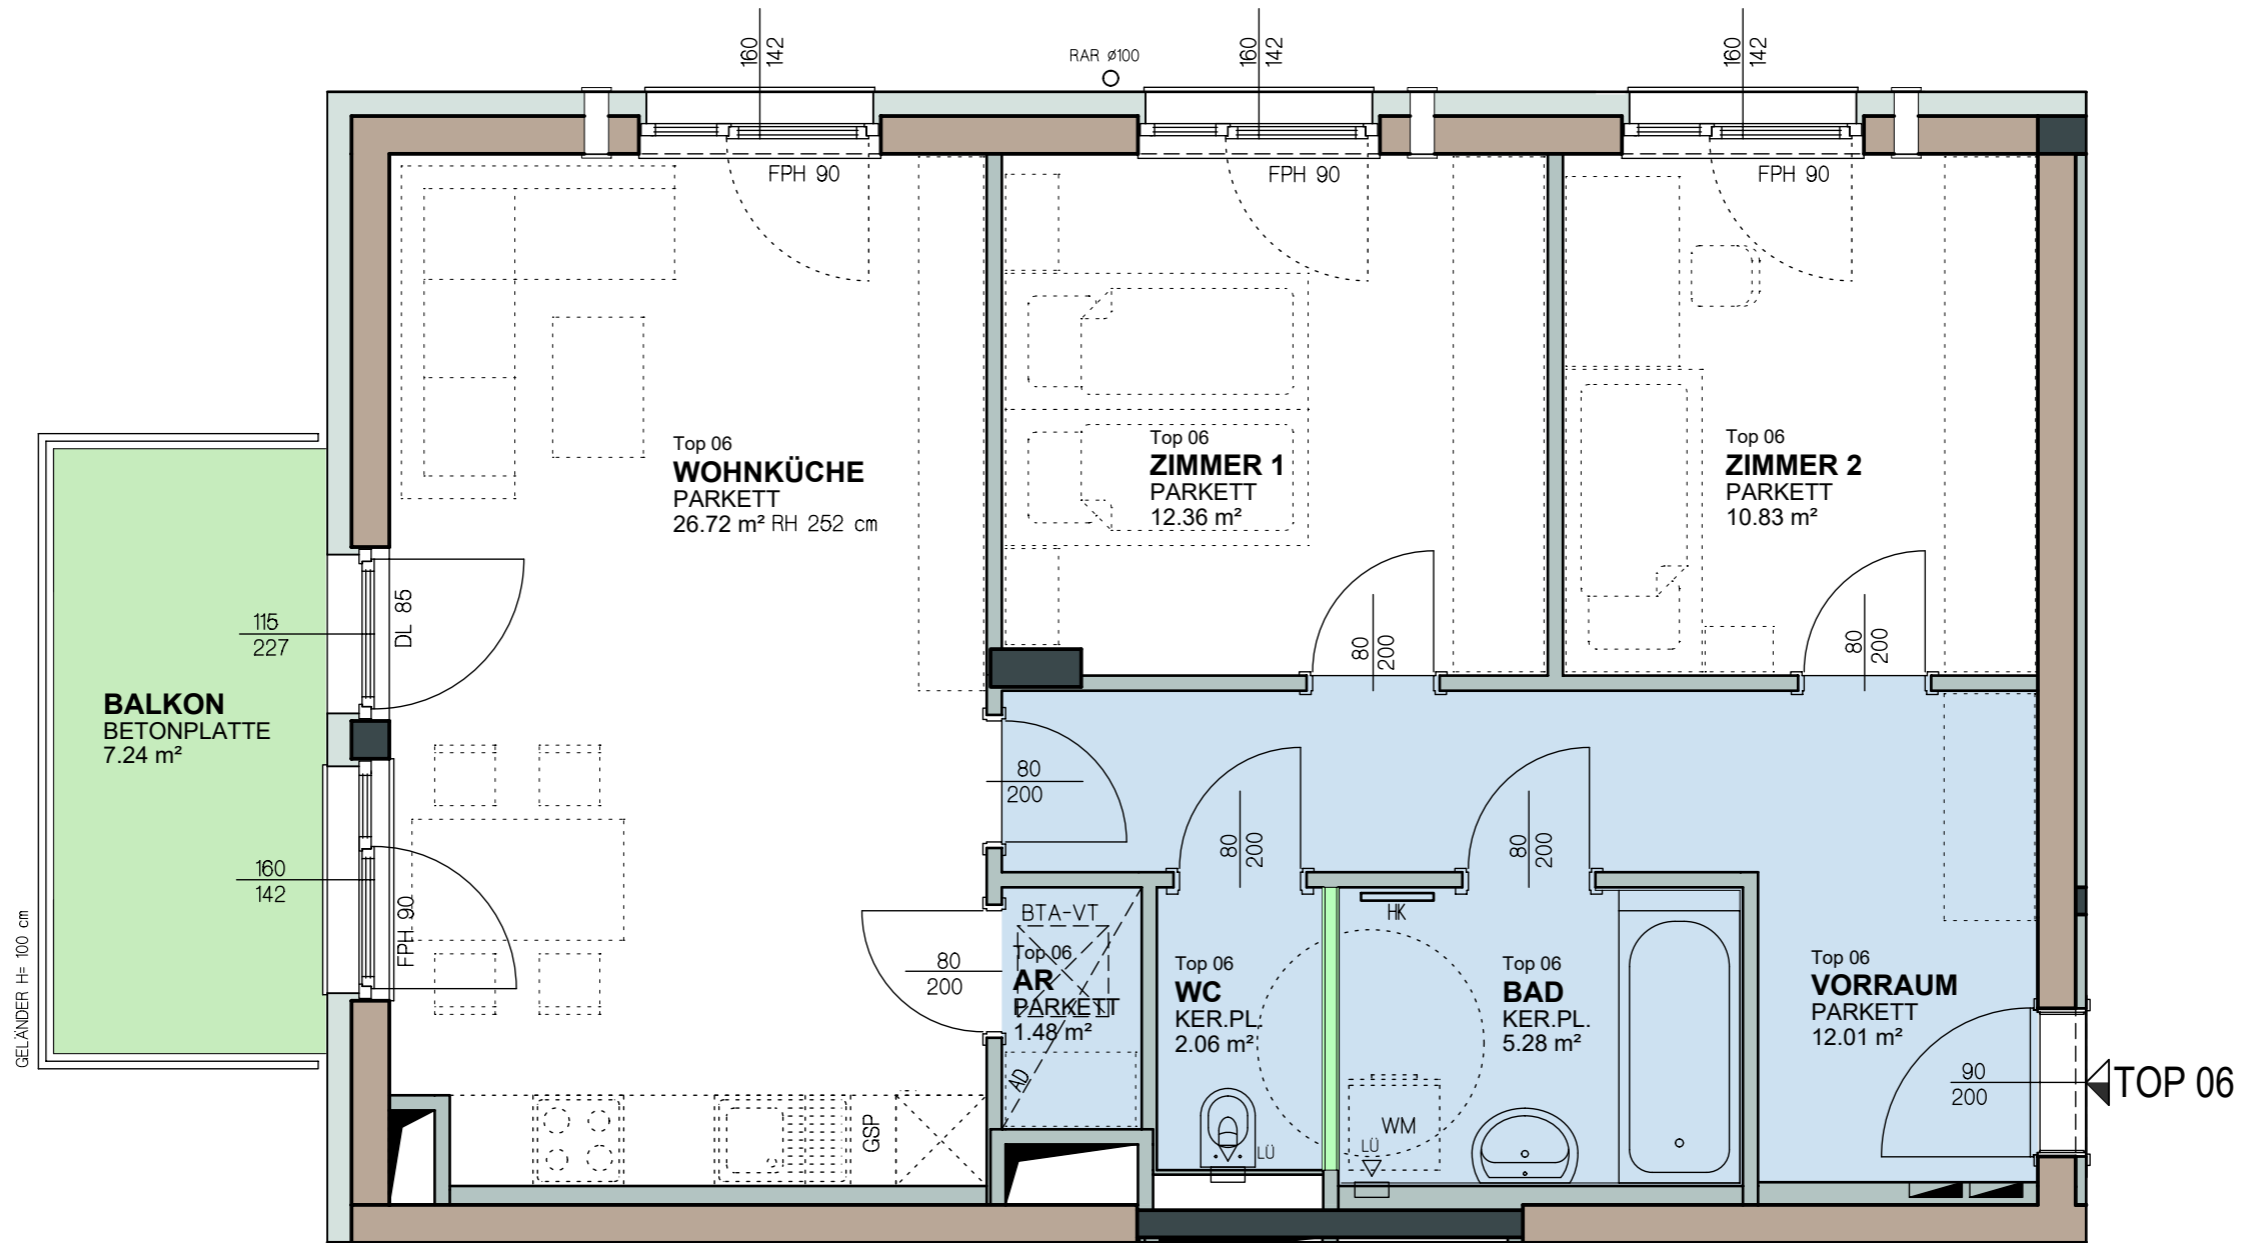 160
142
RAR ø100
160
142
160
142
FPH 90
FPH 90
FPH 90
Top 06
WOHNKÜCHE
PARKETT
26.72 m² RH 252 cm
Top 06
ZIMMER 1
PARKETT
12.36 m²
Top 06
ZIMMER 2
PARKETT
10.83 m²
115
227
DL 85
80
200
80
200
BALKON
BETONPLATTE
7.24 m²
80
200
80
200
80
200
160
142
FPH 90
GELÄNDER H= 100 cm
BTA-VT
HK
80
200
Top 06
AR
PARKETT
1.48 m²
AD
Top 06
WC
KER.PL.
2.06 m²
Top 06
BAD
KER.PL.
5.28 m²
Top 06
VORRAUM
PARKETT
12.01 m²
90
200
TOP 06
GSP
LÜ
WM
LÜ